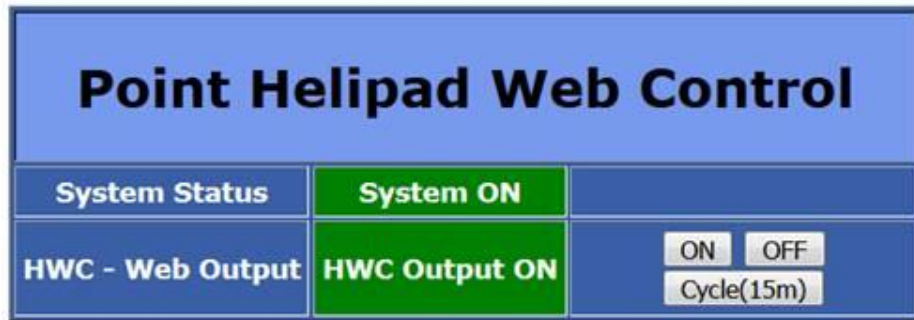 Point Helipad Web Control
System Status System ON
HWC - Web Output HWC Output ON ON OFF
Cycle(15m)